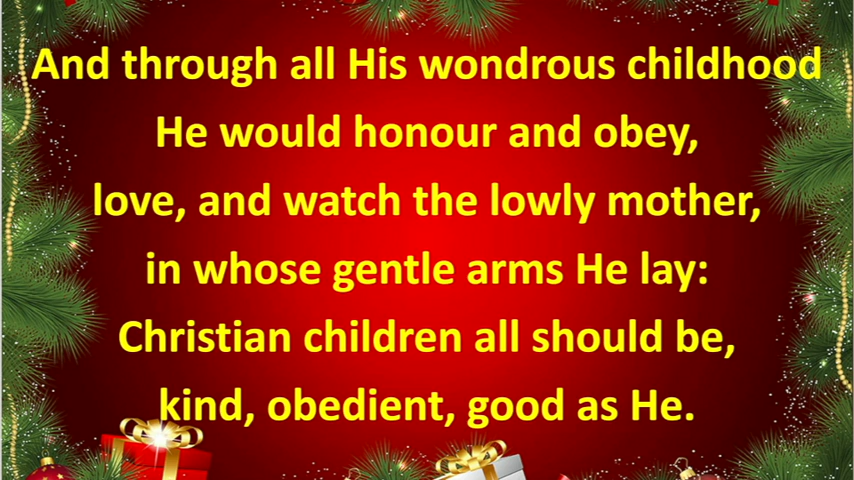 And through all His wondrous childhood
He would honour and obey,
love, and watch the lowly mother,
in whose gentle arms He lay:
Christian children all should be,
kind, obedient, good as He.